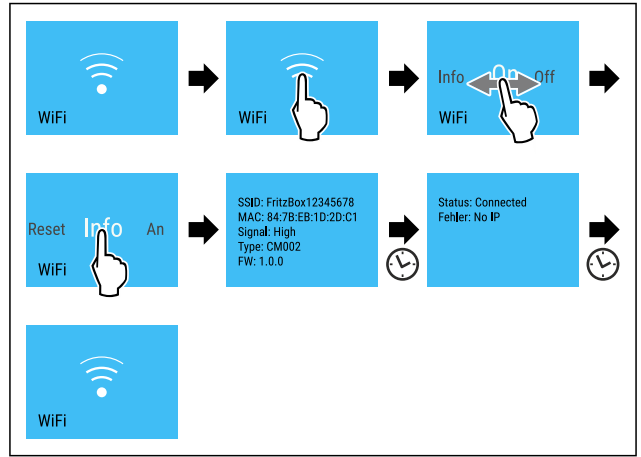 WiFi
WiFi
Info On Off
WiFi
Reset Info An
WiFi
SSID: FritzBox12345678
MAC: 84:7B:EB:1D:2D:C1
Signal: High
Type: CM002
FW: 1.0.0
Status: Connected
Fehler: No IP
WiFi